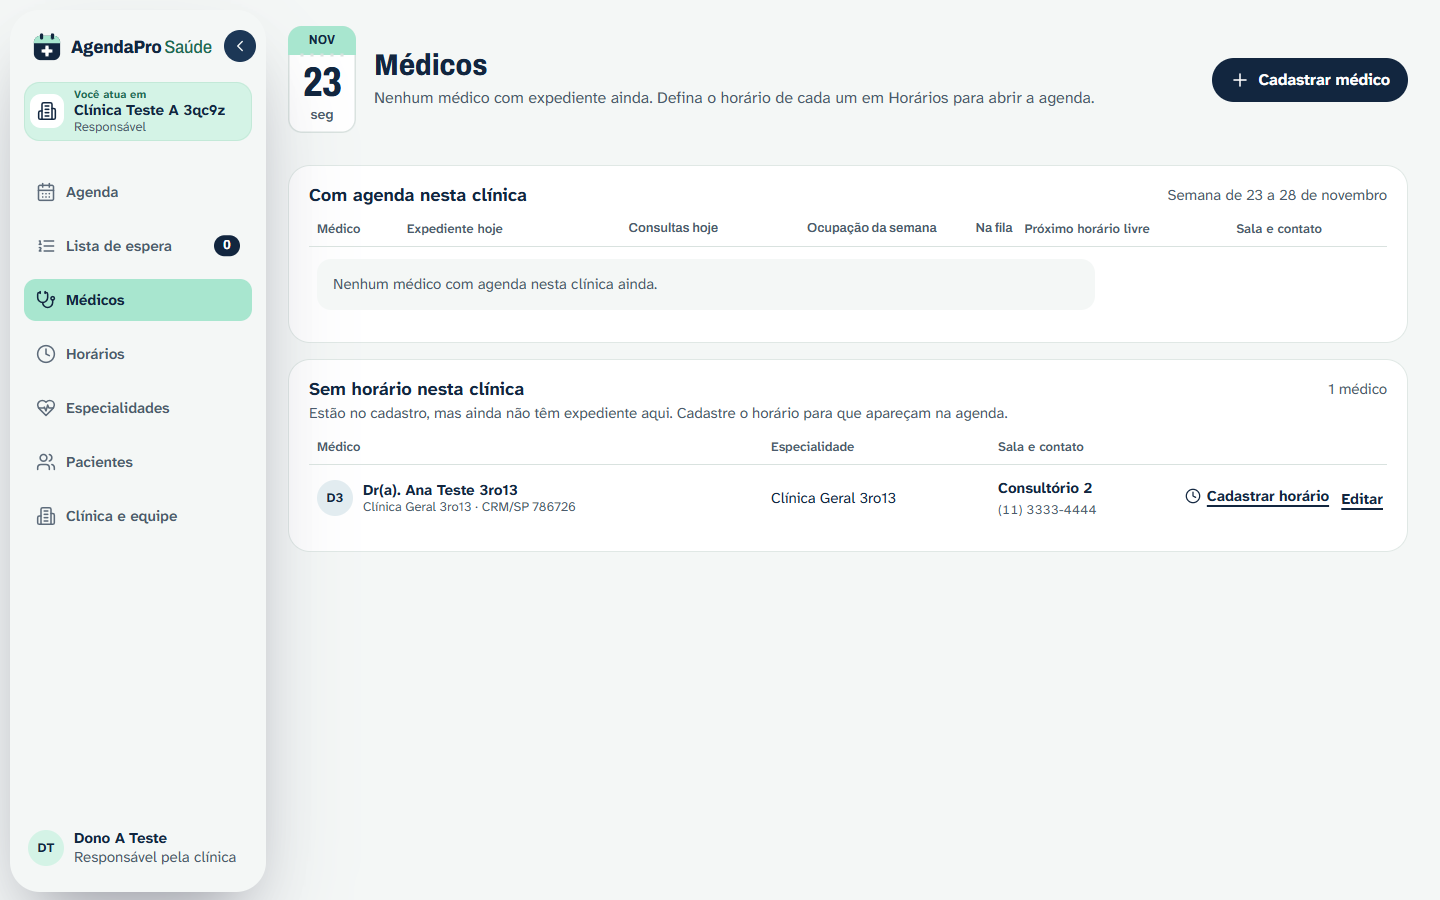 AgendaPro Saúde
Você atua em
Clínica Teste A 3qc9z
Responsável
Agenda
Lista de espera 0
Médicos
Horários
Especialidades
Pacientes
Clínica e equipe
DT
Dono A Teste
Responsável pela clínica
NOV
23
seg
Médicos
Nenhum médico com expediente ainda. Defina o horário de cada um em Horários para abrir a agenda.
Cadastrar médico
Com agenda nesta clínica
Semana de 23 a 28 de novembro
Médico Expediente hoje Consultas hoje Ocupação da semana Na fila Próximo horário livre Sala e contato
Nenhum médico com agenda nesta clínica ainda.
Sem horário nesta clínica
1 médico
Estão no cadastro, mas ainda não têm expediente aqui. Cadastre o horário para que apareçam na agenda.
Médico Especialidade Sala e contato
D3
Dr(a). Ana Teste 3ro13
Clínica Geral 3ro13 · CRM/SP 786726
Clínica Geral 3ro13
Consultório 2
(11) 3333-4444
Cadastrar horário Editar